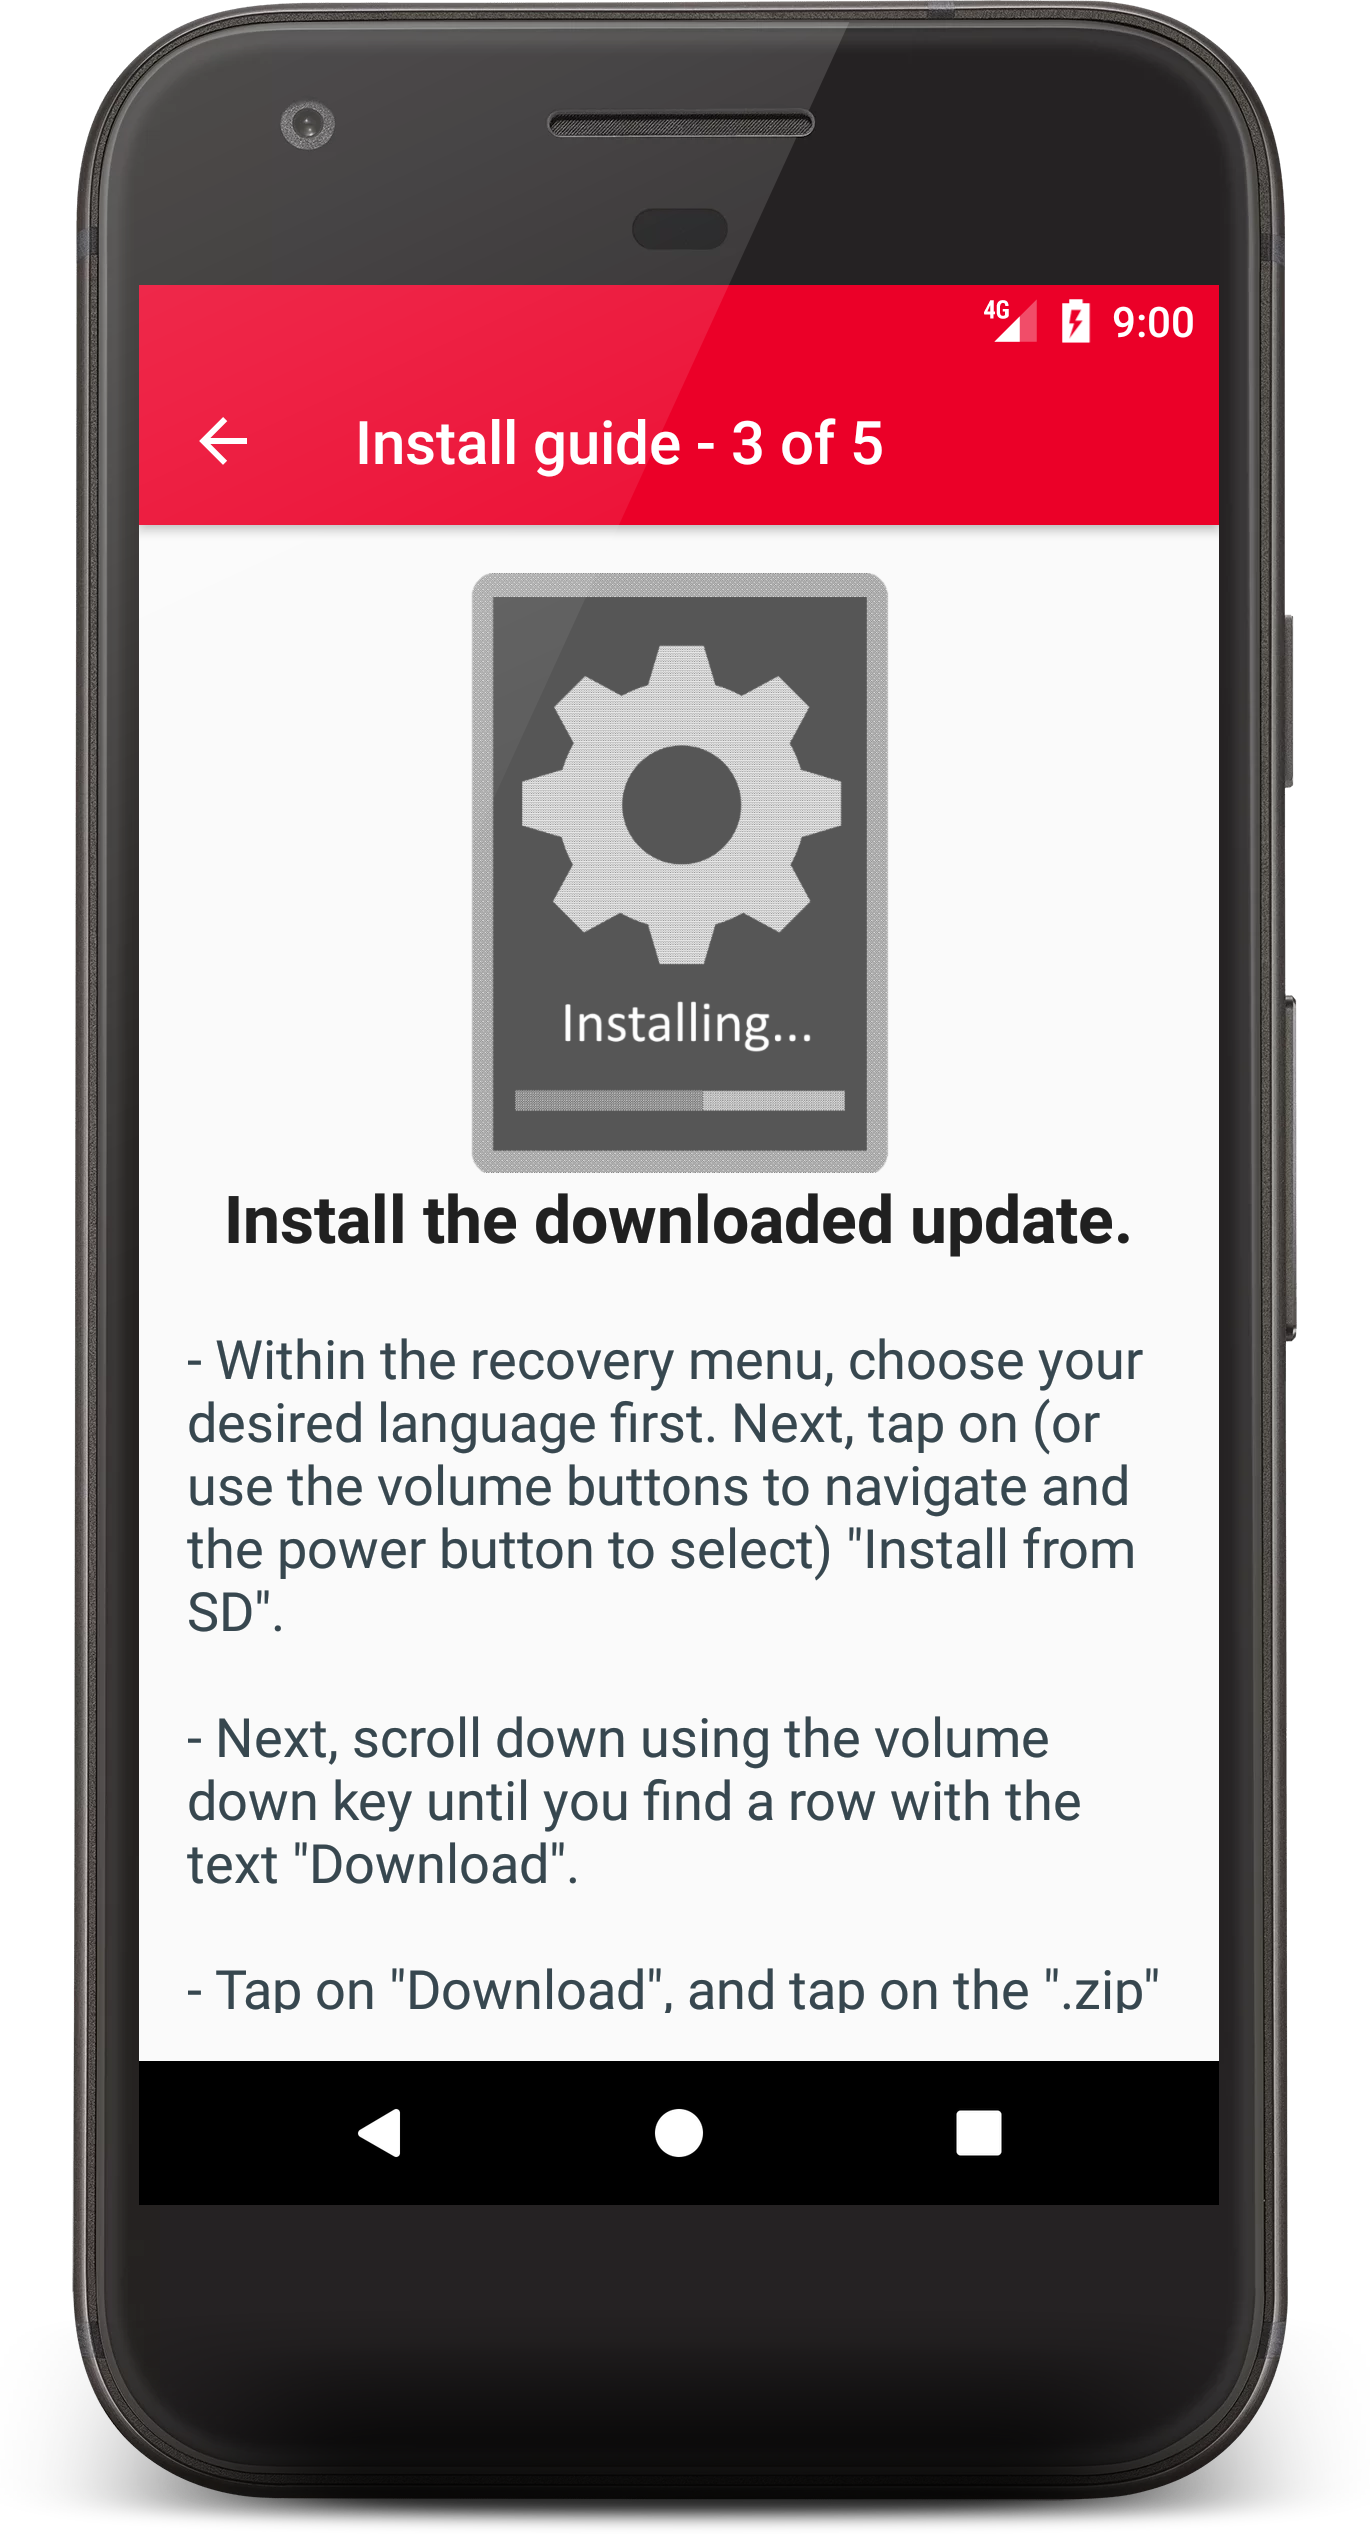 4G 9:00
Install guide - 3 of 5
Installing...
Install the downloaded update.
- Within the recovery menu, choose your
desired language first. Next, tap on (or
use the volume buttons to navigate and
the power button to select) "Install from
SD".
- Next, scroll down using the volume
down key until you find a row with the
text "Download".
- Tap on "Download", and tap on the ".zip"